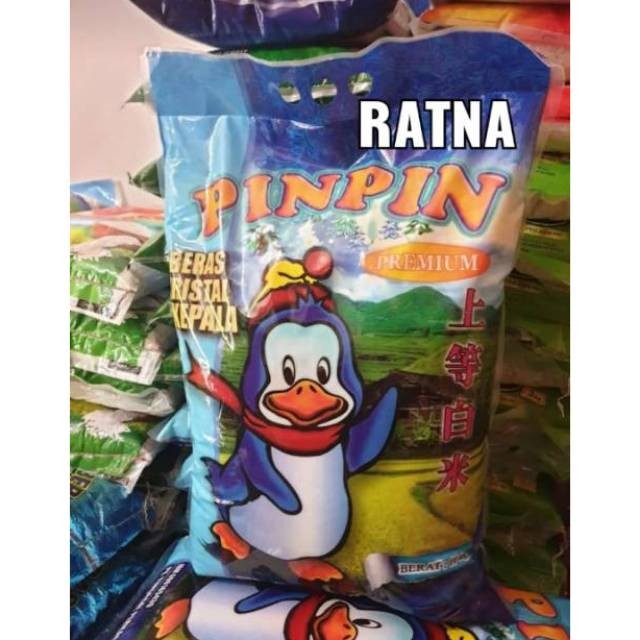 RATNA
PINPIN
PREMIUM
BERAS
KRISTAL
KEPALA
上等白米
BERAT